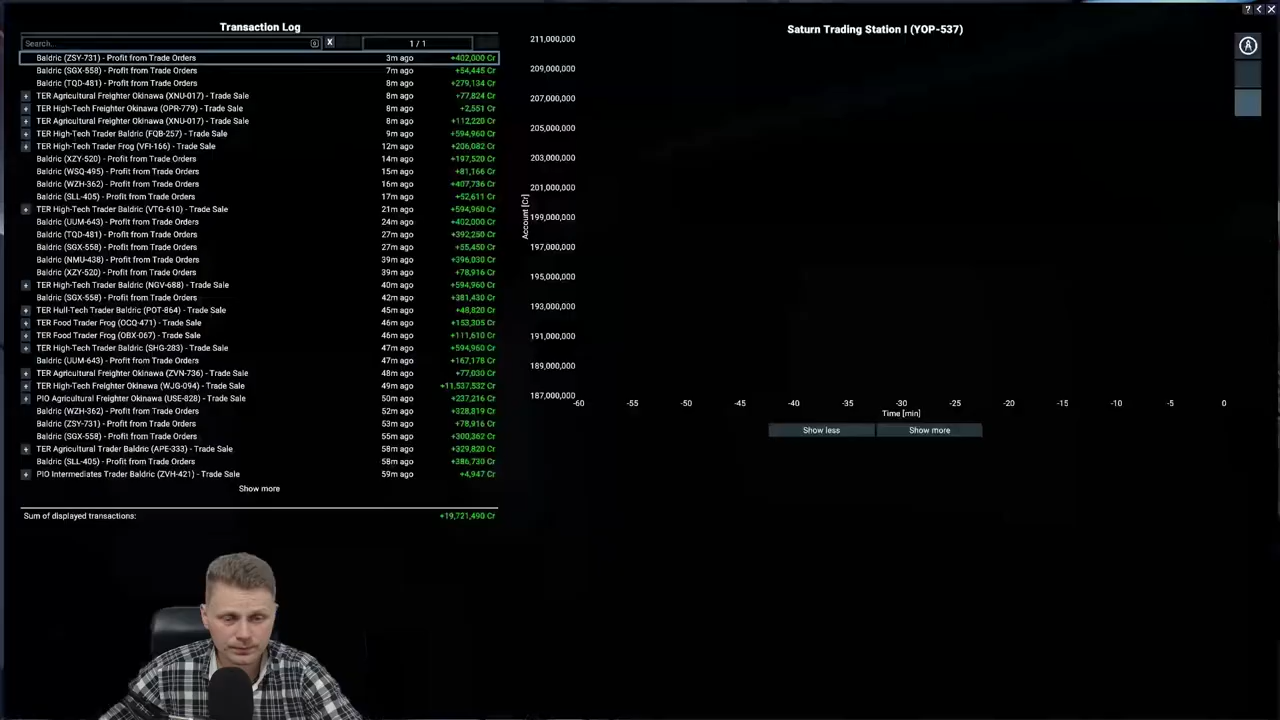 Transaction Log
Search...
X
1 / 1
Baldric (ZSY-731) - Profit from Trade Orders 3m ago +402,000 Cr
Baldric (SGX-558) - Profit from Trade Orders 7m ago +54,445 Cr
Baldric (TQD-481) - Profit from Trade Orders 8m ago +279,134 Cr
+ TER Agricultural Freighter Okinawa (XNU-017) - Trade Sale 8m ago +77,824 Cr
+ TER High-Tech Freighter Okinawa (OPR-779) - Trade Sale 8m ago +2,551 Cr
+ TER Agricultural Freighter Okinawa (XNU-017) - Trade Sale 8m ago +112,220 Cr
+ TER High-Tech Trader Baldric (FQB-257) - Trade Sale 9m ago +594,960 Cr
+ TER High-Tech Trader Frog (VFI-166) - Trade Sale 12m ago +206,082 Cr
Baldric (XZY-520) - Profit from Trade Orders 14m ago +197,520 Cr
Baldric (WSQ-495) - Profit from Trade Orders 15m ago +81,166 Cr
Baldric (WZH-362) - Profit from Trade Orders 16m ago +407,736 Cr
Baldric (SLL-405) - Profit from Trade Orders 17m ago +52,611 Cr
+ TER High-Tech Trader Baldric (VTG-610) - Trade Sale 21m ago +594,960 Cr
Baldric (UUM-643) - Profit from Trade Orders 24m ago +402,000 Cr
Baldric (TQD-481) - Profit from Trade Orders 27m ago +392,250 Cr
Baldric (SGX-558) - Profit from Trade Orders 27m ago +55,450 Cr
Baldric (NMU-438) - Profit from Trade Orders 39m ago +396,030 Cr
Baldric (XZY-520) - Profit from Trade Orders 39m ago +78,916 Cr
+ TER High-Tech Trader Baldric (NGV-688) - Trade Sale 40m ago +594,960 Cr
Baldric (SGX-558) - Profit from Trade Orders 42m ago +381,430 Cr
+ TER Hull-Tech Trader Baldric (POT-864) - Trade Sale 45m ago +48,820 Cr
+ TER Food Trader Frog (OCQ-471) - Trade Sale 46m ago +153,305 Cr
+ TER Food Trader Frog (OBX-067) - Trade Sale 46m ago +111,610 Cr
+ TER High-Tech Trader Baldric (SHG-283) - Trade Sale 47m ago +594,960 Cr
Baldric (UUM-643) - Profit from Trade Orders 47m ago +167,178 Cr
+ TER Agricultural Freighter Okinawa (ZVN-736) - Trade Sale 48m ago +77,030 Cr
+ TER High-Tech Freighter Okinawa (WJG-094) - Trade Sale 49m ago +11,537,532 Cr
+ PIO Agricultural Freighter Okinawa (USE-828) - Trade Sale 50m ago +237,216 Cr
Baldric (WZH-362) - Profit from Trade Orders 52m ago +328,819 Cr
Baldric (ZSY-731) - Profit from Trade Orders 53m ago +78,916 Cr
Baldric (SGX-558) - Profit from Trade Orders 55m ago +300,362 Cr
+ TER Agricultural Trader Baldric (APE-333) - Trade Sale 58m ago +329,820 Cr
Baldric (SLL-405) - Profit from Trade Orders 58m ago +386,730 Cr
+ PIO Intermediates Trader Baldric (ZVH-421) - Trade Sale 59m ago +4,947 Cr
Show more
Sum of displayed transactions: +19,721,490 Cr
Saturn Trading Station I (YOP-537)
211,000,000
209,000,000
207,000,000
205,000,000
203,000,000
201,000,000
199,000,000
197,000,000
195,000,000
193,000,000
191,000,000
189,000,000
187,000,000
Account [Cr]
-60 -55 -50 -45 -40 -35 -30 -25 -20 -15 -10 -5 0
Time [min]
Show less Show more
? < X